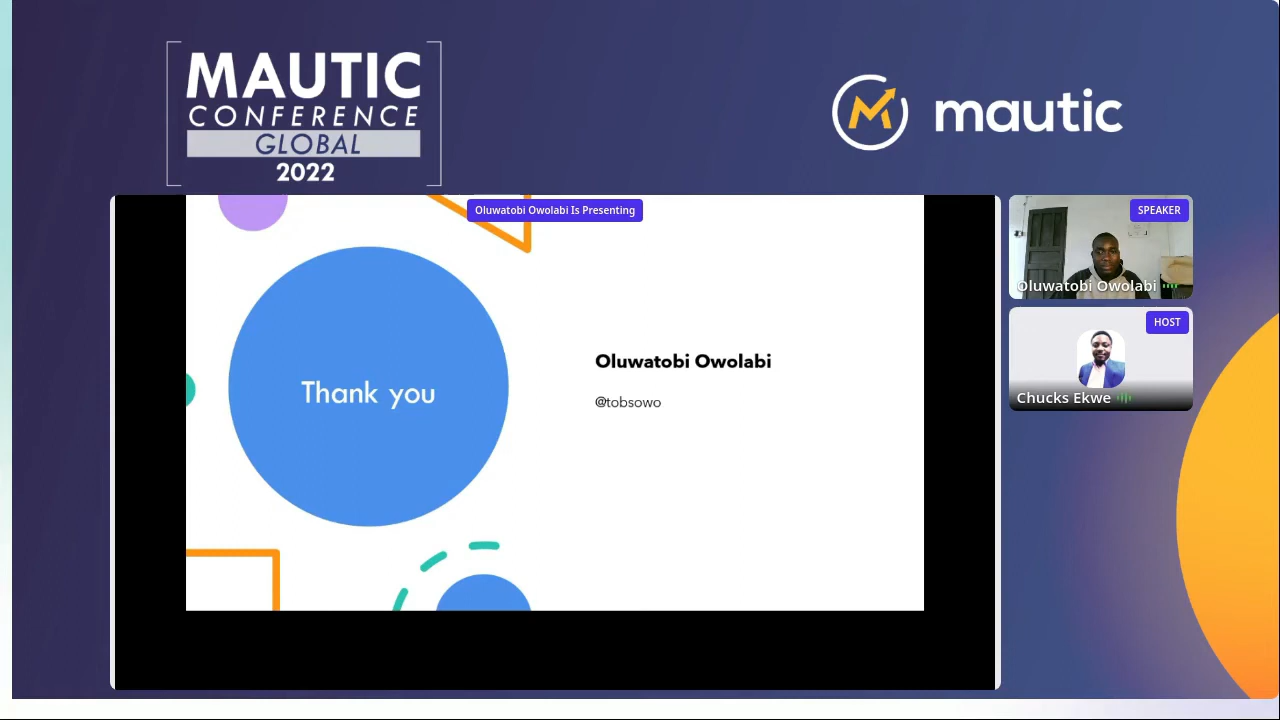 MAUTIC
CONFERENCE
GLOBAL
2022
mautic
Oluwatobi Owolabi Is Presenting
Thank you
Oluwatobi Owolabi
@tobsowo
SPEAKER
Oluwatobi Owolabi
HOST
Chucks Ekwe